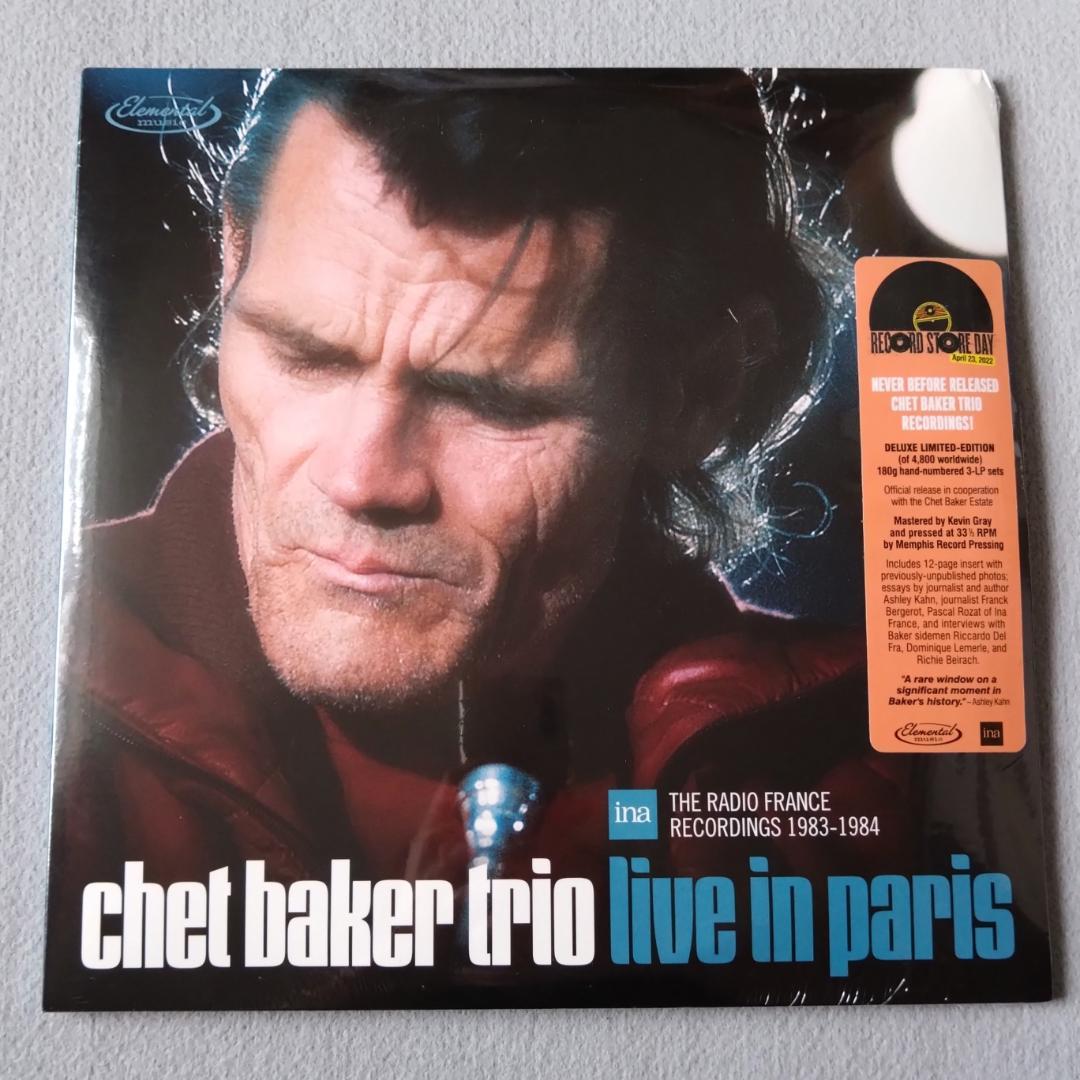 Elemental
music
RECORD STORE DAY
April 23, 2022
NEVER BEFORE RELEASED
CHET BAKER TRIO
RECORDINGS!
DELUXE LIMITED-EDITION
(of 4,800 worldwide)
180g hand-numbered 3-LP sets
Official release in cooperation
with the Chet Baker Estate
Mastered by Kevin Gray
and pressed at 33 ⅓ RPM
by Memphis Record Pressing
Includes 12-page insert with
previously-unpublished photos;
essays by journalist and author
Ashley Kahn, journalist Franck
Bergerot, Pascal Rozat of Ina
France, and interviews with
Baker sidemen Riccardo Del
Fra, Dominique Lemerle, and
Richie Beirach.
"A rare window on a
significant moment in
Baker's history." – Ashley Kahn
Elemental
music
ina
ina
THE RADIO FRANCE
RECORDINGS 1983-1984
chet baker trio live in paris